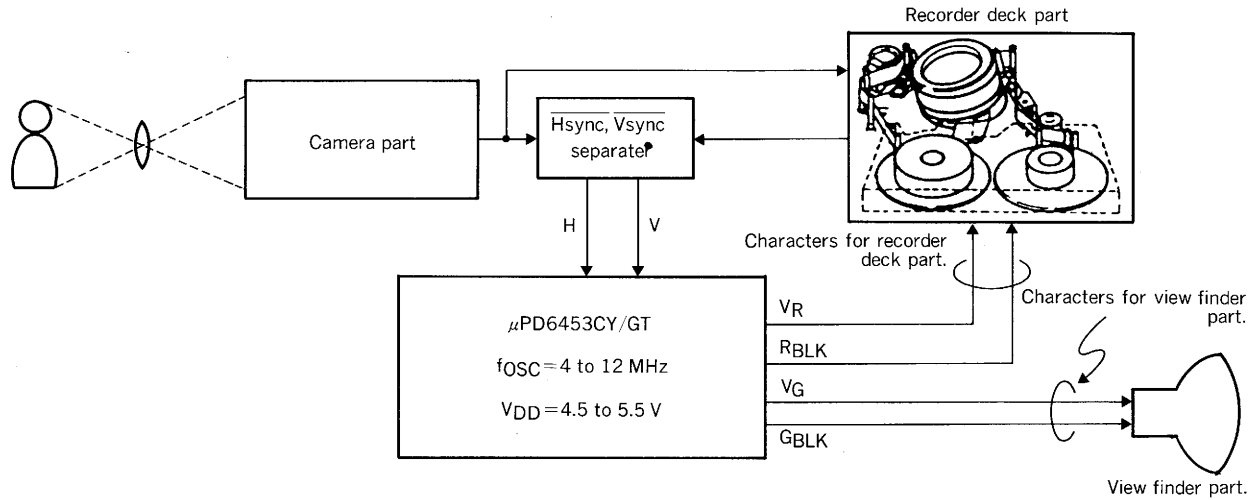 Recorder deck part
Camera part
Hsync, Vsync
separater
H
V
Characters for recorder
deck part.
Characters for view finder
part.
μPD6453CY/GT
fOSC=4 to 12 MHz
VDD=4.5 to 5.5 V
VR
RBLK
VG
GBLK
View finder part.